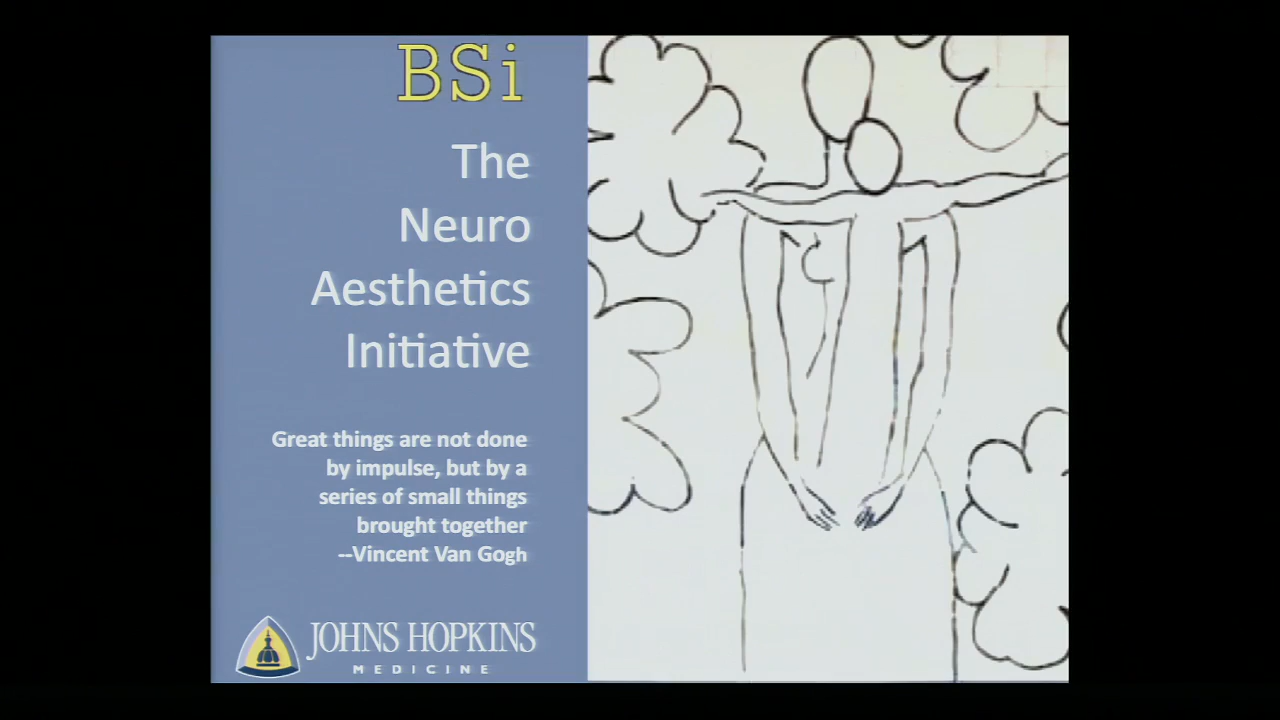 BSi
The
Neuro
Aesthetics
Initiative
Great things are not done
by impulse, but by a
series of small things
brought together
--Vincent Van Gogh
JOHNS HOPKINS
MEDICINE